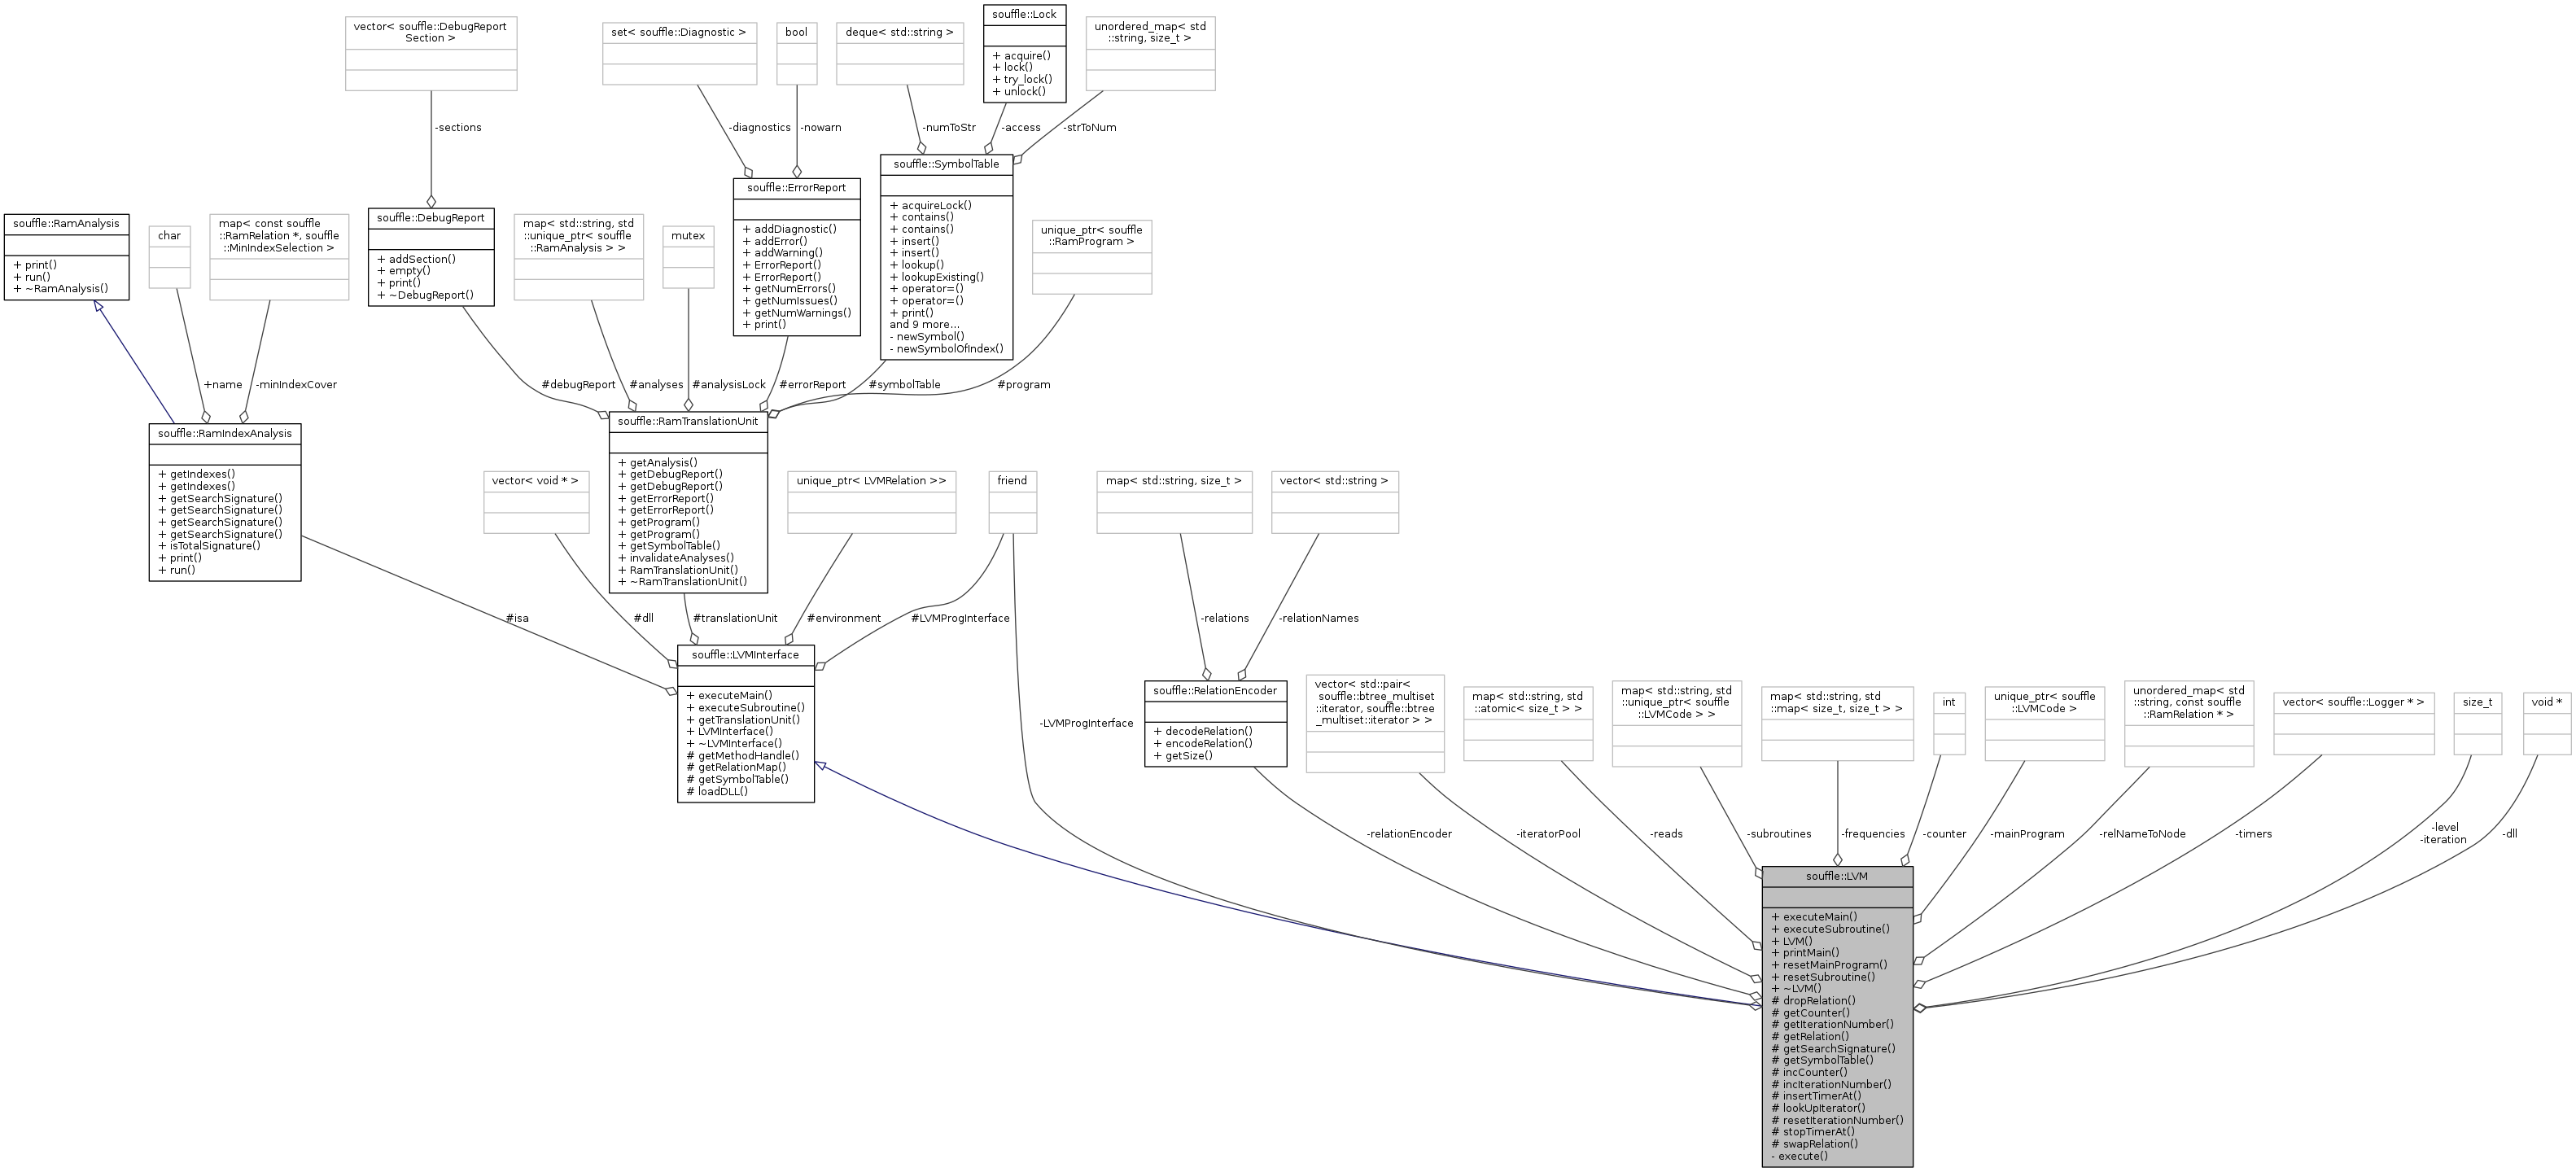 vector< souffle::DebugReport
Section >
set< souffle::Diagnostic >
bool
deque< std::string >
souffle::Lock
+ acquire()
+ lock()
+ try_lock()
+ unlock()
unordered_map< std
::string, size_t >
-sections
-diagnostics
-nowarn
-numToStr
-access
-strToNum
souffle::RamAnalysis
+ print()
+ run()
+ ~RamAnalysis()
char
map< const souffle
::RamRelation *, souffle
::MinIndexSelection >
souffle::DebugReport
+ addSection()
+ empty()
+ print()
+ ~DebugReport()
map< std::string, std
::unique_ptr< souffle
::RamAnalysis > >
mutex
souffle::ErrorReport
+ addDiagnostic()
+ addError()
+ addWarning()
+ ErrorReport()
+ ErrorReport()
+ getNumErrors()
+ getNumIssues()
+ getNumWarnings()
+ print()
souffle::SymbolTable
+ acquireLock()
+ contains()
+ contains()
+ insert()
+ insert()
+ lookup()
+ lookupExisting()
+ operator=()
+ operator=()
+ print()
and 9 more...
- newSymbol()
- newSymbolOfIndex()
unique_ptr< souffle
::RamProgram >
+name
-minIndexCover
#debugReport
#analyses
#analysisLock
#errorReport
#symbolTable
#program
souffle::RamIndexAnalysis
+ getIndexes()
+ getIndexes()
+ getSearchSignature()
+ getSearchSignature()
+ getSearchSignature()
+ getSearchSignature()
+ isTotalSignature()
+ print()
+ run()
vector< void * >
souffle::RamTranslationUnit
+ getAnalysis()
+ getDebugReport()
+ getDebugReport()
+ getErrorReport()
+ getErrorReport()
+ getProgram()
+ getProgram()
+ getSymbolTable()
+ invalidateAnalyses()
+ RamTranslationUnit()
+ ~RamTranslationUnit()
unique_ptr< LVMRelation >>
friend
map< std::string, size_t >
vector< std::string >
#isa
#dll
#translationUnit
#environment
#LVMProgInterface
-relations
-relationNames
souffle::LVMInterface
+ executeMain()
+ executeSubroutine()
+ getTranslationUnit()
+ LVMInterface()
+ ~LVMInterface()
# getMethodHandle()
# getRelationMap()
# getSymbolTable()
# loadDLL()
-LVMProgInterface
souffle::RelationEncoder
+ decodeRelation()
+ encodeRelation()
+ getSize()
vector< std::pair<
souffle::btree_multiset
::iterator, souffle::btree
_multiset::iterator > >
map< std::string, std
::atomic< size_t > >
map< std::string, std
::unique_ptr< souffle
::LVMCode > >
map< std::string, std
::map< size_t, size_t > >
int
unique_ptr< souffle
::LVMCode >
unordered_map< std
::string, const souffle
::RamRelation * >
vector< souffle::Logger * >
size_t
void *
-relationEncoder
-iteratorPool
-reads
-subroutines
-frequencies
-counter
-mainProgram
-relNameToNode
-timers
-level
-iteration
-dll
souffle::LVM
+ executeMain()
+ executeSubroutine()
+ LVM()
+ printMain()
+ resetMainProgram()
+ resetSubroutine()
+ ~LVM()
# dropRelation()
# getCounter()
# getIterationNumber()
# getRelation()
# getSearchSignature()
# getSymbolTable()
# incCounter()
# incIterationNumber()
# insertTimerAt()
# lookUpIterator()
# resetIterationNumber()
# stopTimerAt()
# swapRelation()
- execute()